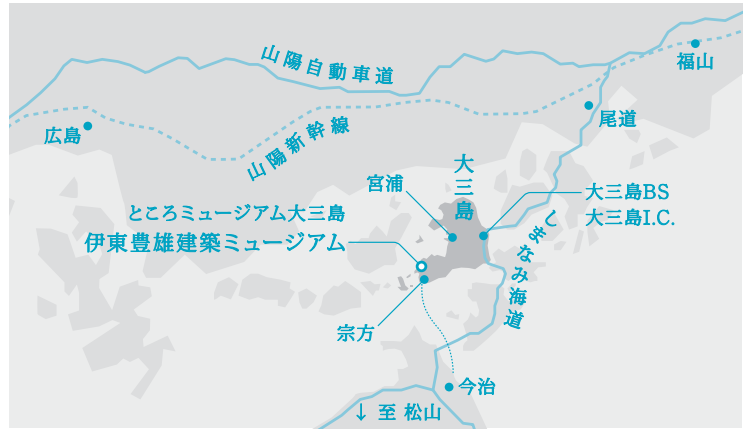 山陽自動車道
福山
尾道
広島
山陽新幹線
大三島
宮浦
大三島BS
大三島I.C.
ところミュージアム大三島
伊東豊雄建築ミュージアム
しまなみ海道
宗方
今治
↓ 至 松山